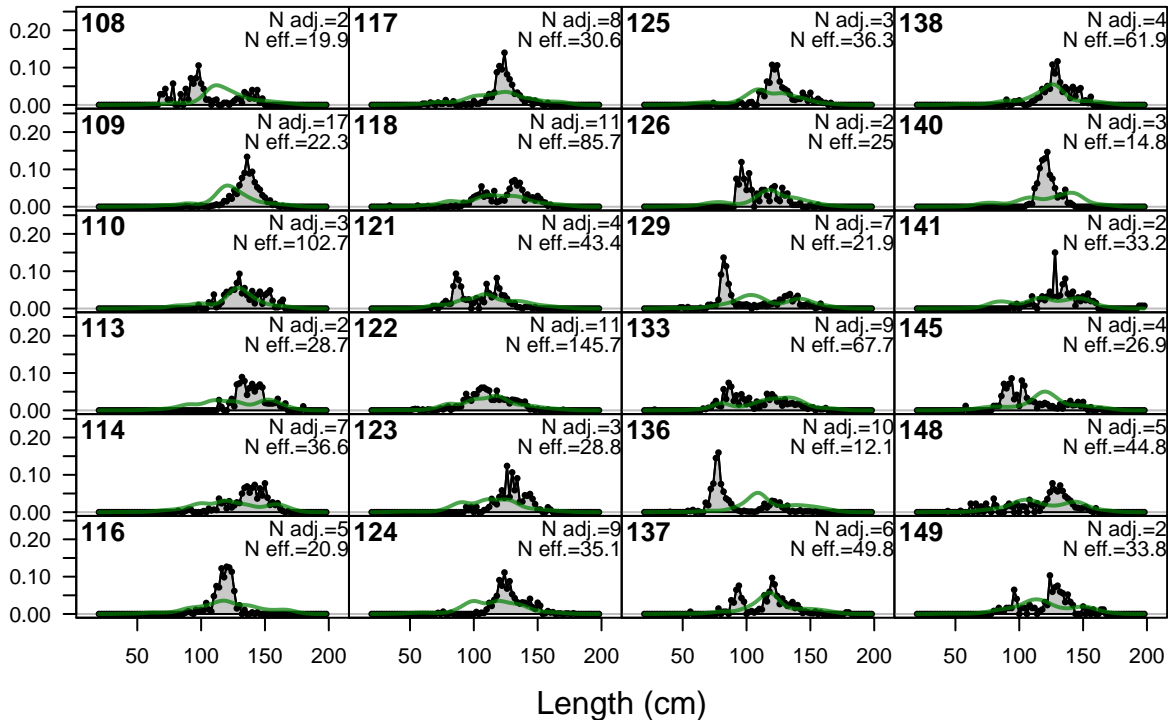 0.20 108 N adj.=2 117 N adj.=8 125 N adj.=3 138 N adj.=4
N eff.=19.9 N eff.=30.6 N eff.=36.3 N eff.=61.9
0.10
0.00
0.20 109 N adj.=17 118 N adj.=11 126 N adj.=2 140 N adj.=3
N eff.=22.3 N eff.=85.7 N eff.=25 N eff.=14.8
0.10
0.00
0.20 110 N adj.=3 121 N adj.=4 129 N adj.=7 141 N adj.=2
N eff.=102.7 N eff.=43.4 N eff.=21.9 N eff.=33.2
0.10
0.00
0.20 113 N adj.=2 122 N adj.=11 133 N adj.=9 145 N adj.=4
N eff.=28.7 N eff.=145.7 N eff.=67.7 N eff.=26.9
0.10
0.00
0.20 114 N adj.=7 123 N adj.=3 136 N adj.=10 148 N adj.=5
N eff.=36.6 N eff.=28.8 N eff.=12.1 N eff.=44.8
0.10
0.00
0.20 116 N adj.=5 124 N adj.=9 137 N adj.=6 149 N adj.=2
N eff.=20.9 N eff.=35.1 N eff.=49.8 N eff.=33.8
0.10
0.00
50 100 150 200 50 100 150 200 50 100 150 200 50 100 150 200
Length (cm)